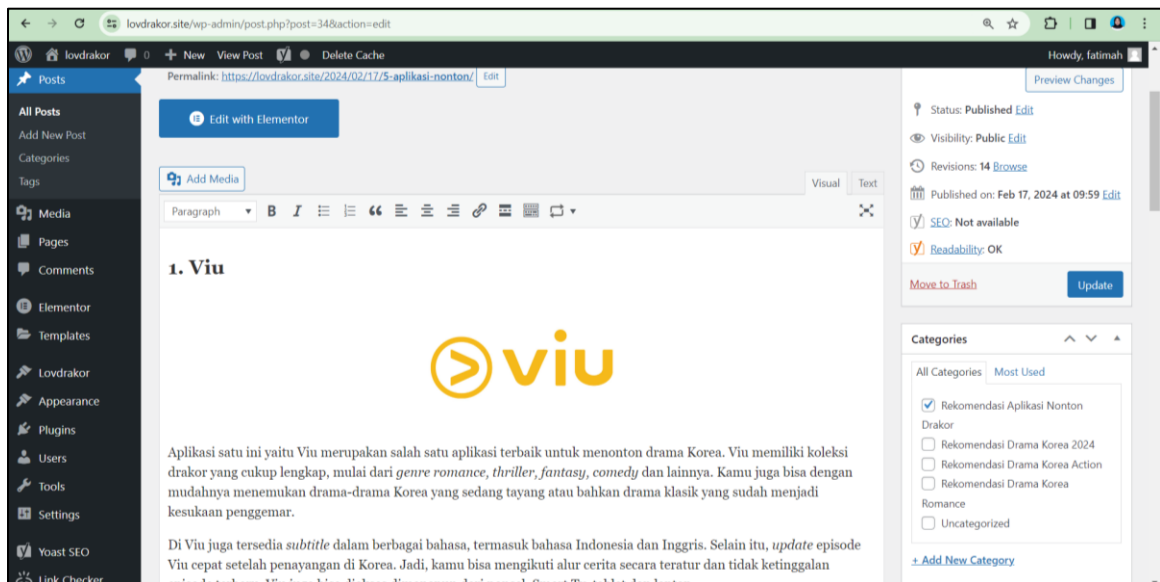 lovdrakor.site/wp-admin/post.php?post=34&action=edit
lovdrakor 0 + New View Post Delete Cache Howdy, fatimah
Posts
All Posts
Add New Post
Categories
Tags
Media
Pages
Comments
Elementor
Templates
Lovdrakor
Appearance
Plugins
Users
Tools
Settings
Yoast SEO
Link Checker
Permalink: https://lovdrakor.site/2024/02/17/5-aplikasi-nonton/ Edit
Edit with Elementor
Add Media
Visual Text
Paragraph
1. Viu
viu
Aplikasi satu ini yaitu Viu merupakan salah satu aplikasi terbaik untuk menonton drama Korea. Viu memiliki koleksi
drakor yang cukup lengkap, mulai dari genre romance, thriller, fantasy, comedy dan lainnya. Kamu juga bisa dengan
mudahnya menemukan drama-drama Korea yang sedang tayang atau bahkan drama klasik yang sudah menjadi
kesukaan penggemar.
Di Viu juga tersedia subtitle dalam berbagai bahasa, termasuk bahasa Indonesia dan Inggris. Selain itu, update episode
Viu cepat setelah penayangan di Korea. Jadi, kamu bisa mengikuti alur cerita secara teratur dan tidak ketinggalan
Preview Changes
Status: Published Edit
Visibility: Public Edit
Revisions: 14 Browse
Published on: Feb 17, 2024 at 09:59 Edit
SEO: Not available
Readability: OK
Move to Trash Update
Categories
All Categories Most Used
Rekomendasi Aplikasi Nonton
Drakor
Rekomendasi Drama Korea 2024
Rekomendasi Drama Korea Action
Rekomendasi Drama Korea
Romance
Uncategorized
+ Add New Category